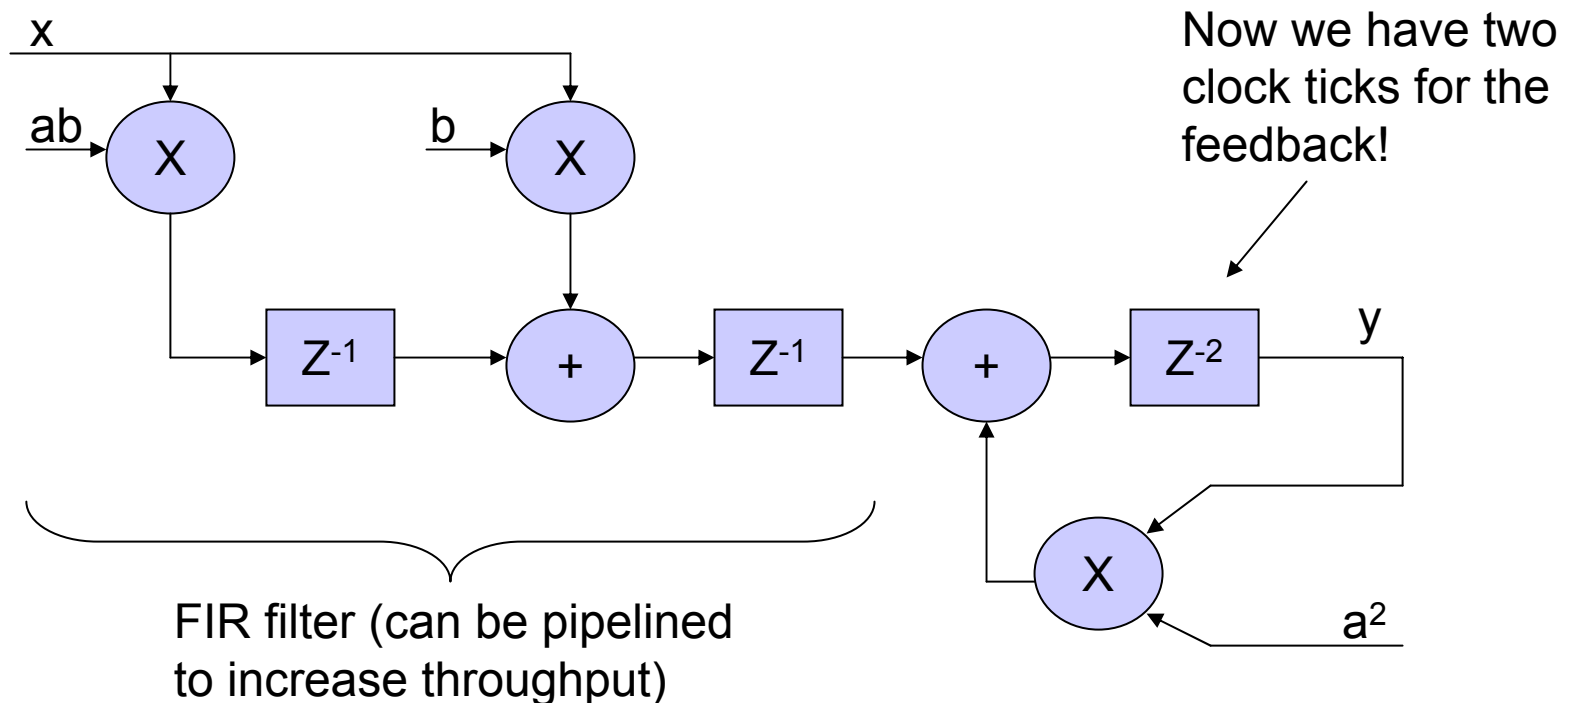 x
Now we have two
clock ticks for the
feedback!
ab
X
b
X
Z-1
+
Z-1
+
Z-2
y
X
a2
FIR filter (can be pipelined
to increase throughput)